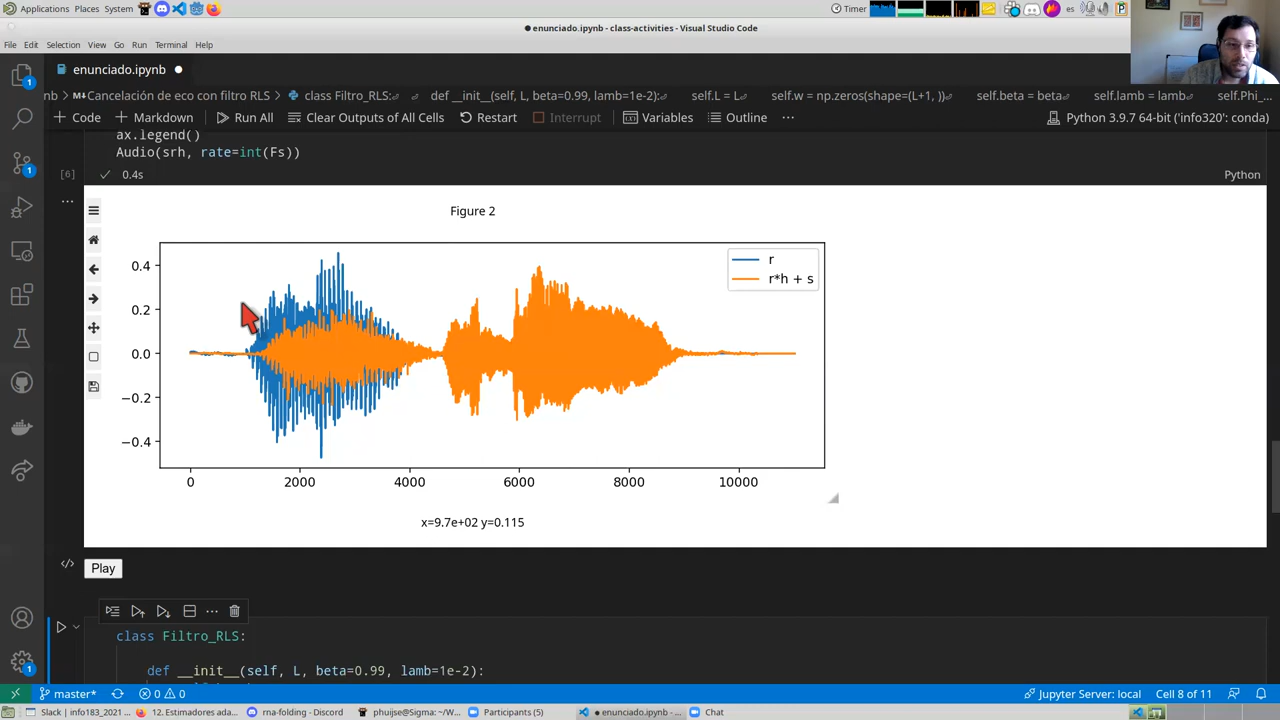 Applications Places System
Timer
es
enunciado.ipynb - class-activities - Visual Studio Code
File Edit Selection View Go Run Terminal Help
enunciado.ipynb
nb > Cancelación de eco con filtro RLS > class Filtro_RLS: > def __init__(self, L, beta=0.99, lamb=1e-2): > self.L = L > self.w = np.zeros(shape=(L+1, )) > self.beta = beta > self.lamb = lamb > self.Phi_
+ Code + Markdown Run All Clear Outputs of All Cells Restart Interrupt Variables Outline ... Python 3.9.7 64-bit ('info320': conda)
ax.legend()
Audio(srh, rate=int(Fs))
[6] 0.4s Python
Figure 2
r
r*h + s
0.4
0.2
0.0
−0.2
−0.4
0 2000 4000 6000 8000 10000
x=9.7e+02 y=0.115
Play
class Filtro_RLS:
def __init__(self, L, beta=0.99, lamb=1e-2):
master* 0 0 Jupyter Server: local Cell 8 of 11
Slack | info183_2021 ... 12. Estimadores ada... rna-folding - Discord phuijse@Sigma: ~/W... Participants (5) enunciado.ipynb - ... Chat